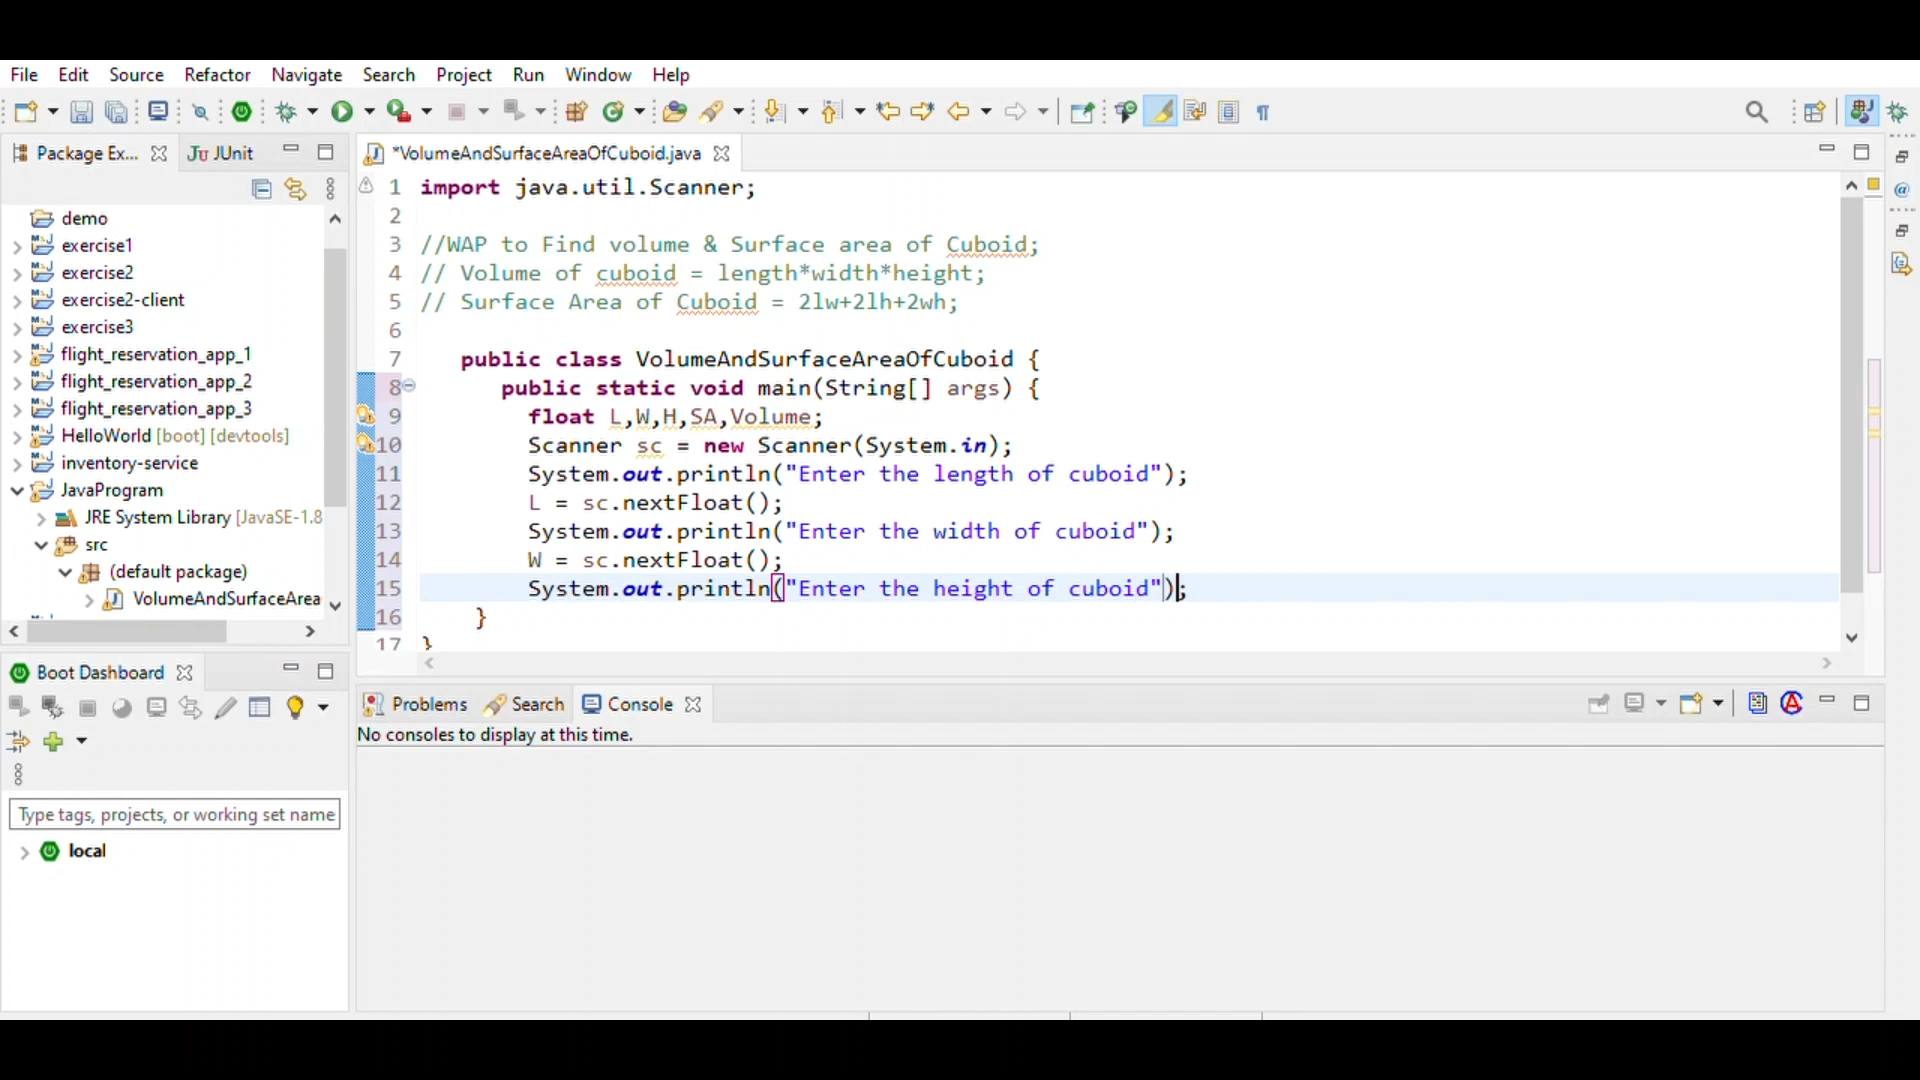 File Edit Source Refactor Navigate Search Project Run Window Help
Package Ex...
JUnit
demo
exercise1
exercise2
exercise2-client
exercise3
flight_reservation_app_1
flight_reservation_app_2
flight_reservation_app_3
HelloWorld [boot] [devtools]
inventory-service
JavaProgram
JRE System Library [JavaSE-1.8
src
(default package)
VolumeAndSurfaceArea
*VolumeAndSurfaceAreaOfCuboid.java
1 import java.util.Scanner;
2
3 //WAP to Find volume & Surface area of Cuboid;
4 // Volume of cuboid = length*width*height;
5 // Surface Area of Cuboid = 2lw+2lh+2wh;
6
7 public class VolumeAndSurfaceAreaOfCuboid {
8 public static void main(String[] args) {
9 float L,W,H,SA,Volume;
10 Scanner sc = new Scanner(System.in);
11 System.out.println("Enter the length of cuboid");
12 L = sc.nextFloat();
13 System.out.println("Enter the width of cuboid");
14 W = sc.nextFloat();
15 System.out.println("Enter the height of cuboid");
16 }
17 }
Boot Dashboard
Type tags, projects, or working set name
local
Problems Search Console
No consoles to display at this time.